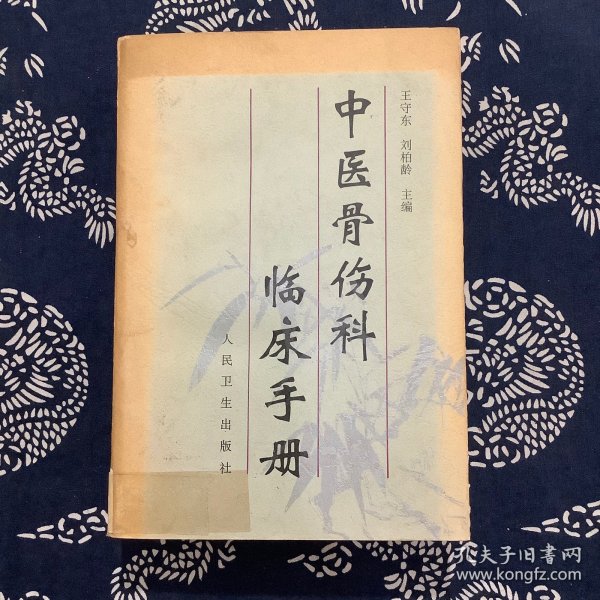 王守东 刘柏龄 主编
中医骨伤科
临床手册
人民卫生出版社
孔夫子旧书网
www.kongfz.com